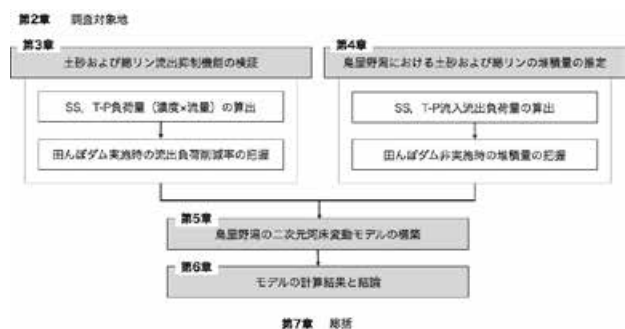 第2章 調査対象地
第3章
土砂および総リン流出抑制機能の検証
SS、T-P負荷量（濃度×流量）の算出
田んぼダム実施時の流出負荷削減率の把握
第4章
鳥屋野潟における土砂および総リンの堆積量の推定
SS、T-P流入流出負荷量の算出
田んぼダム非実施時の堆積量の把握
第5章
鳥屋野潟の二次元河床変動モデルの構築
第6章
モデルの計算結果と結論
第7章 総括